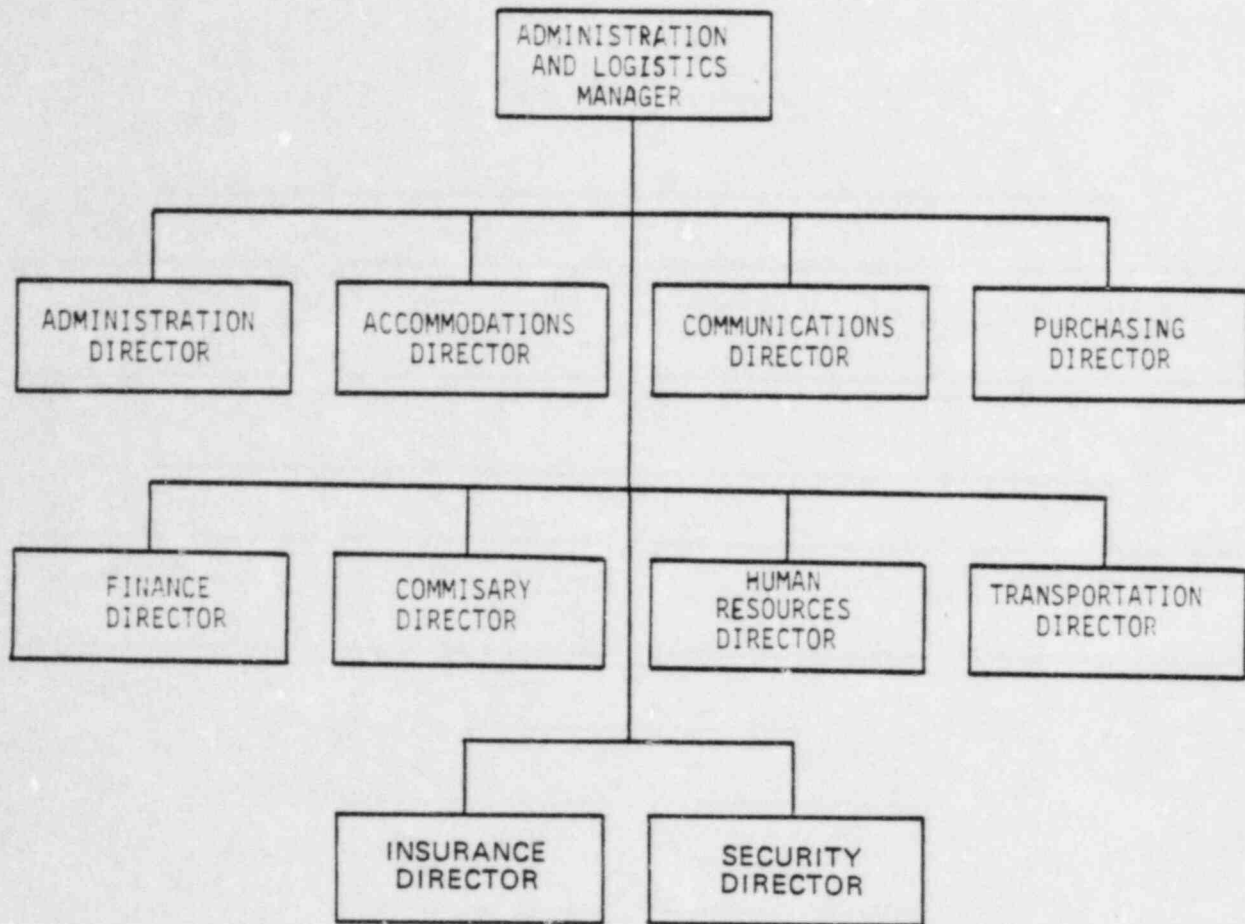 ADMINISTRATION
AND LOGISTICS
MANAGER
ADMINISTRATION
DIRECTOR
ACCOMMODATIONS
DIRECTOR
COMMUNICATIONS
DIRECTOR
PURCHASING
DIRECTOR
FINANCE
DIRECTOR
COMMISARY
DIRECTOR
HUMAN
RESOURCES
DIRECTOR
TRANSPORTATION
DIRECTOR
INSURANCE
DIRECTOR
SECURITY
DIRECTOR